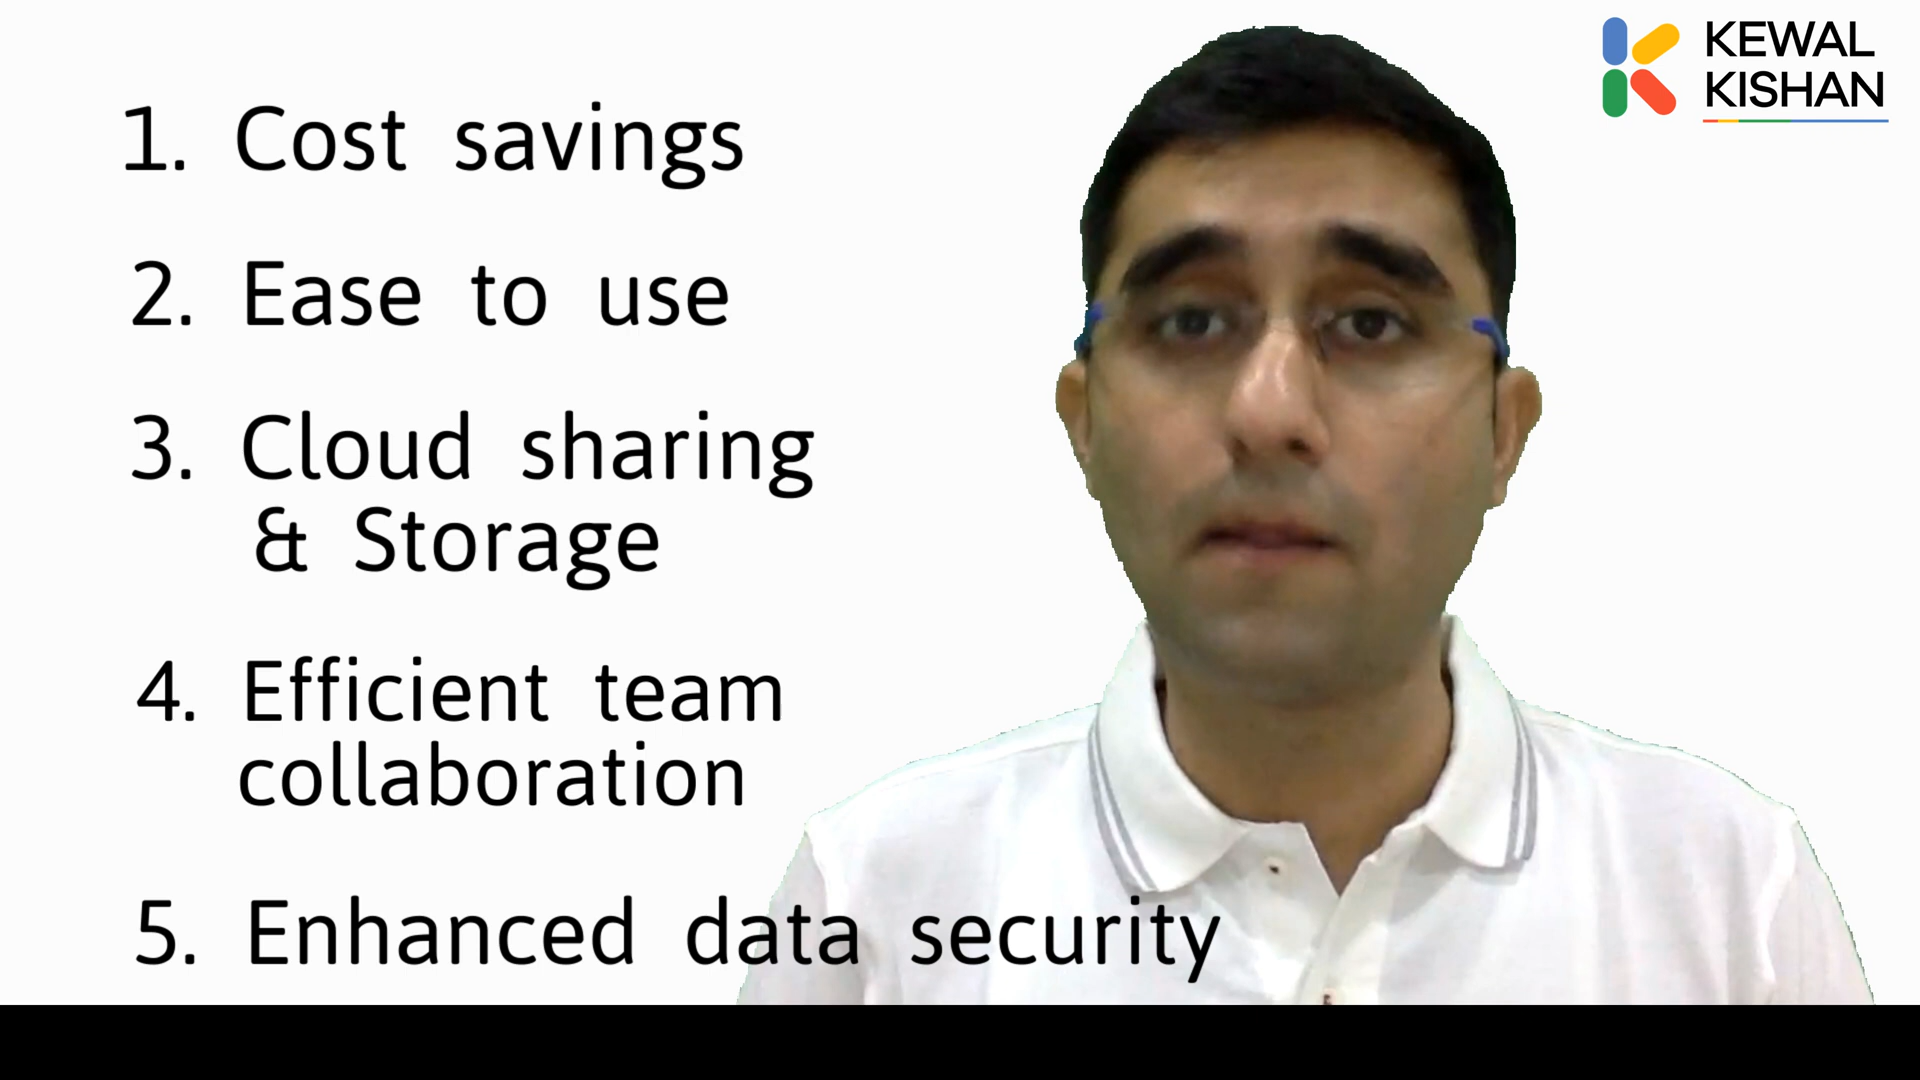 KEWAL
KISHAN
1. Cost savings
2. Ease to use
3. Cloud sharing
& Storage
4. Efficient team
collaboration
5. Enhanced data security